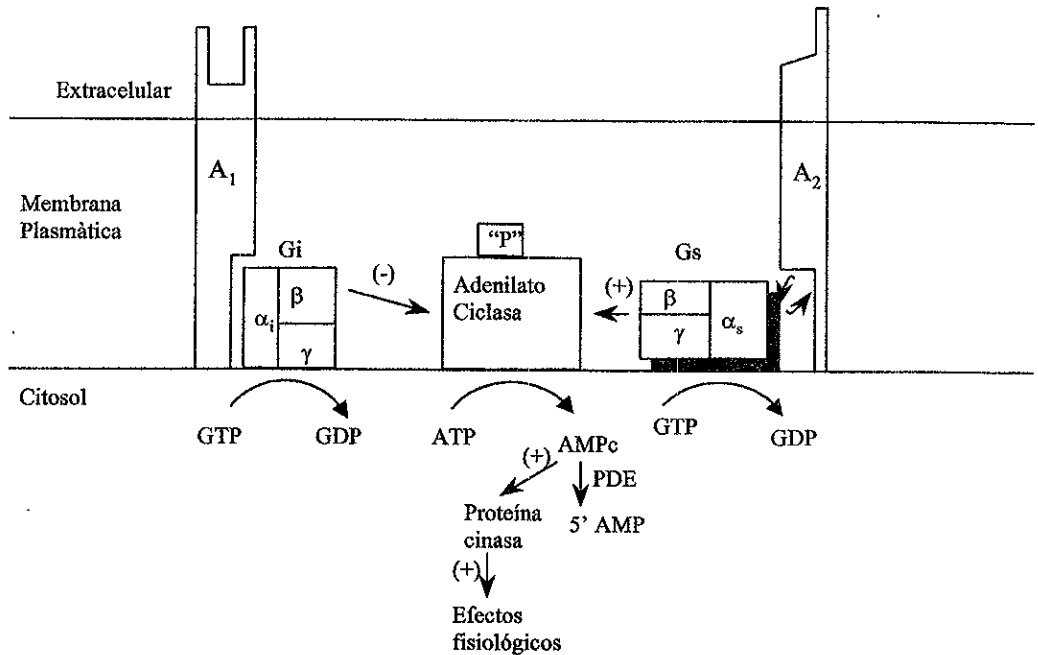 Extracelular
A1
A2
Membrana
Plasmàtica
"P"
Gi
Gs
(-)
(+)
Adenilato
Ciclasa
αi
β
γ
β
γ
αs
Citosol
GTP
GDP
ATP
AMPc
GTP
GDP
(+)
PDE
Proteína
cinasa
5' AMP
(+)
Efectos
fisiológicos